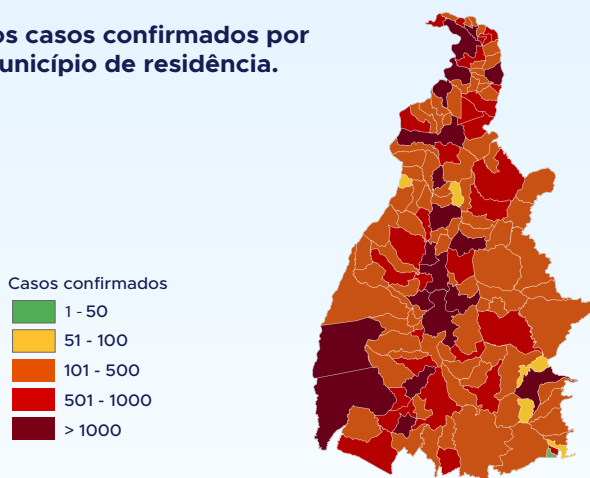 os casos confirmados por
unicípio de residência.
Casos confirmados
1 - 50
51 - 100
101 - 500
501 - 1000
> 1000